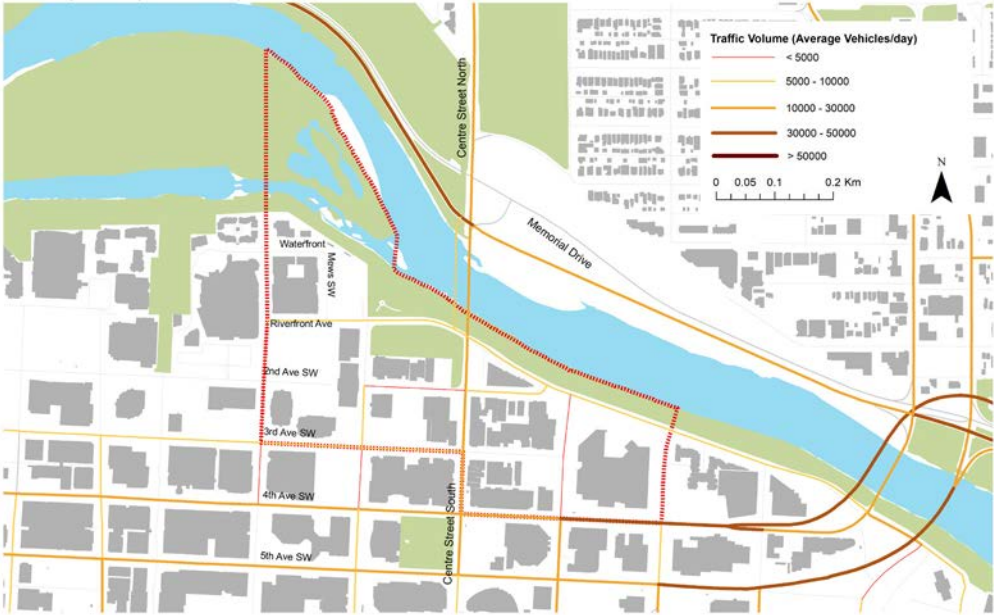 Traffic Volume (Average Vehicles/day)
< 5000
5000 - 10000
10000 - 30000
30000 - 50000
> 50000
0 0.05 0.1 0.2 Km
N
Centre Street North
Memorial Drive
Waterfront
Mews SW
Riverfront Ave
2nd Ave SW
3rd Ave SW
4th Ave SW
Centre Street South
5th Ave SW